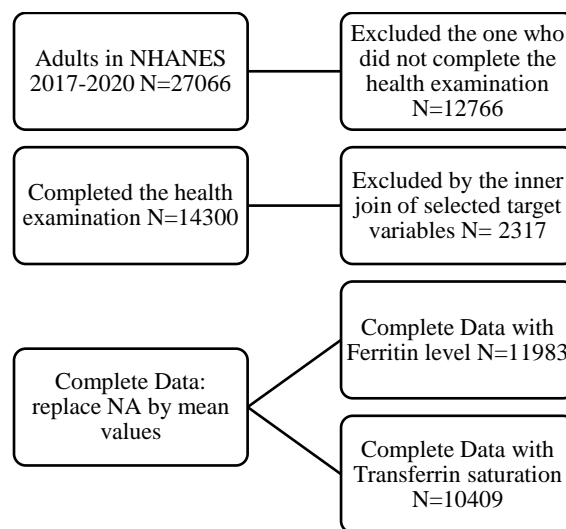 Adults in NHANES
2017-2020 N=27066
Excluded the one who
did not complete the
health examination
N=12766
Completed the health
examination N=14300
Excluded by the inner
join of selected target
variables N= 2317
Complete Data:
replace NA by mean
values
Complete Data with
Ferritin level N=11983
Complete Data with
Transferrin saturation
N=10409